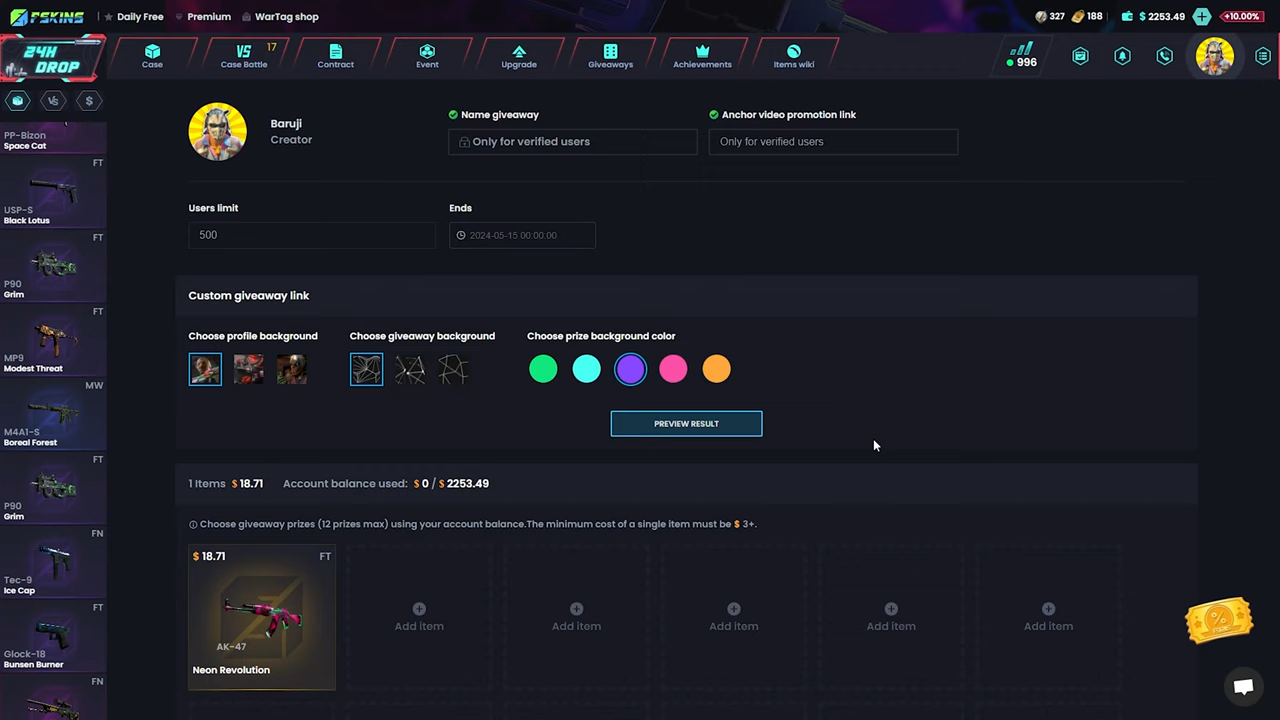 FSKINS
Daily Free
Premium
WarTag shop
327
188
$ 2253.49
+10.00%
24H
DROP
Case
VS
17
Case Battle
Contract
Event
Upgrade
Giveaways
Achievements
Items wiki
996
$
PP-Bizon
Space Cat
FT
USP-S
Black Lotus
FT
P90
Grim
FT
MP9
Modest Threat
MW
M4A1-S
Boreal Forest
FT
P90
Grim
FN
Tec-9
Ice Cap
FT
Glock-18
Bunsen Burner
FN
Baruji
Creator
Name giveaway
Only for verified users
Anchor video promotion link
Only for verified users
Users limit
500
Ends
2024-05-15 00:00:00
Custom giveaway link
Choose profile background
Choose giveaway background
Choose prize background color
PREVIEW RESULT
1 Items $ 18.71
Account balance used: $ 0 / $ 2253.49
Choose giveaway prizes (12 prizes max) using your account balance.The minimum cost of a single item must be $ 3+.
$ 18.71
FT
AK-47
Neon Revolution
Add item
Add item
Add item
Add item
Add item